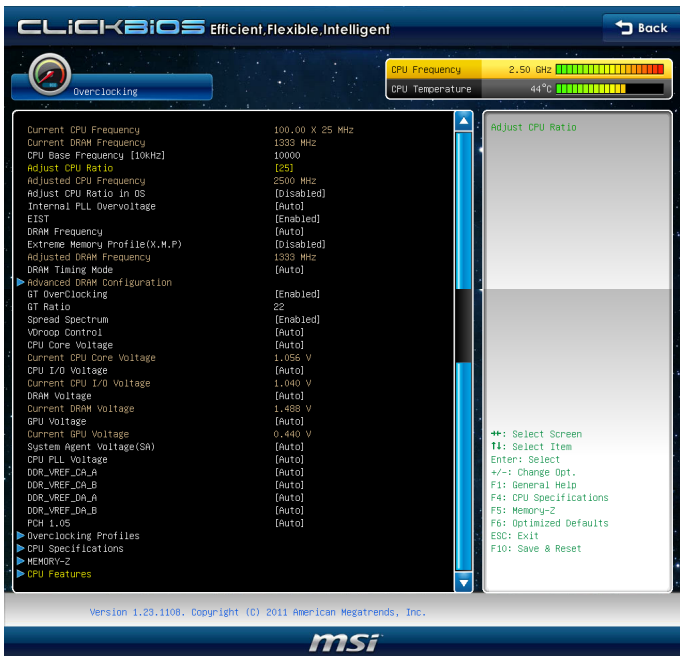 CLiCKBiOS Efficient,Flexible,Intelligent
Back
Overclocking
CPU Frequency 2.50 GHz
CPU Temperature 44°C
Current CPU Frequency 100.00 X 25 MHz
Current DRAM Frequency 1333 MHz
CPU Base Frequency [10kHz] 10000
Adjust CPU Ratio [25]
Adjusted CPU Frequency 2500 MHz
Adjust CPU Ratio in OS [Disabled]
Internal PLL Overvoltage [Auto]
EIST [Enabled]
DRAM Frequency [Auto]
Extreme Memory Profile(X.M.P) [Disabled]
Adjusted DRAM Frequency 1333 MHz
DRAM Timing Mode [Auto]
Advanced DRAM Configuration
GT OverClocking [Enabled]
GT Ratio 22
Spread Spectrum [Enabled]
VDroop Control [Auto]
CPU Core Voltage [Auto]
Current CPU Core Voltage 1.056 V
CPU I/O Voltage [Auto]
Current CPU I/O Voltage 1.040 V
DRAM Voltage [Auto]
Current DRAM Voltage 1.488 V
GPU Voltage [Auto]
Current GPU Voltage 0.440 V
System Agent Voltage(SA) [Auto]
CPU PLL Voltage [Auto]
DDR_VREF_CA_A [Auto]
DDR_VREF_CA_B [Auto]
DDR_VREF_DA_A [Auto]
DDR_VREF_DA_B [Auto]
PCH 1.05 [Auto]
Overclocking Profiles
CPU Specifications
MEMORY-Z
CPU Features
Adjust CPU Ratio
→←: Select Screen
↑↓: Select Item
Enter: Select
+/-: Change Opt.
F1: General Help
F4: CPU Specifications
F5: Memory-Z
F6: Optimized Defaults
ESC: Exit
F10: Save & Reset
Version 1.23.1108. Copyright (C) 2011 American Megatrends, Inc.
msi